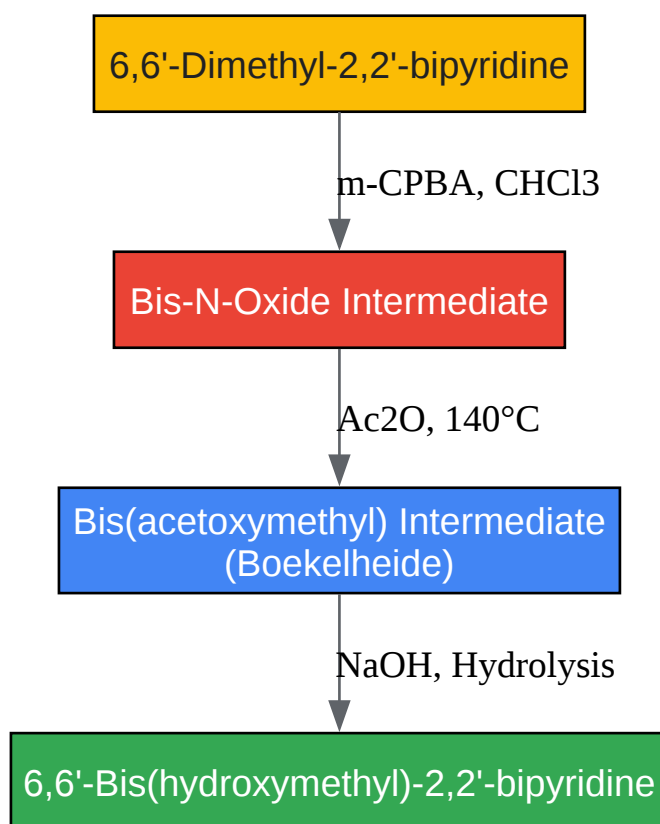 6,6'-Dimethyl-2,2'-bipyridine
m-CPBA, CHCl3
Bis-N-Oxide Intermediate
Ac2O, 140°C
Bis(acetoxymethyl) Intermediate
(Boekelheide)
NaOH, Hydrolysis
6,6'-Bis(hydroxymethyl)-2,2'-bipyridine